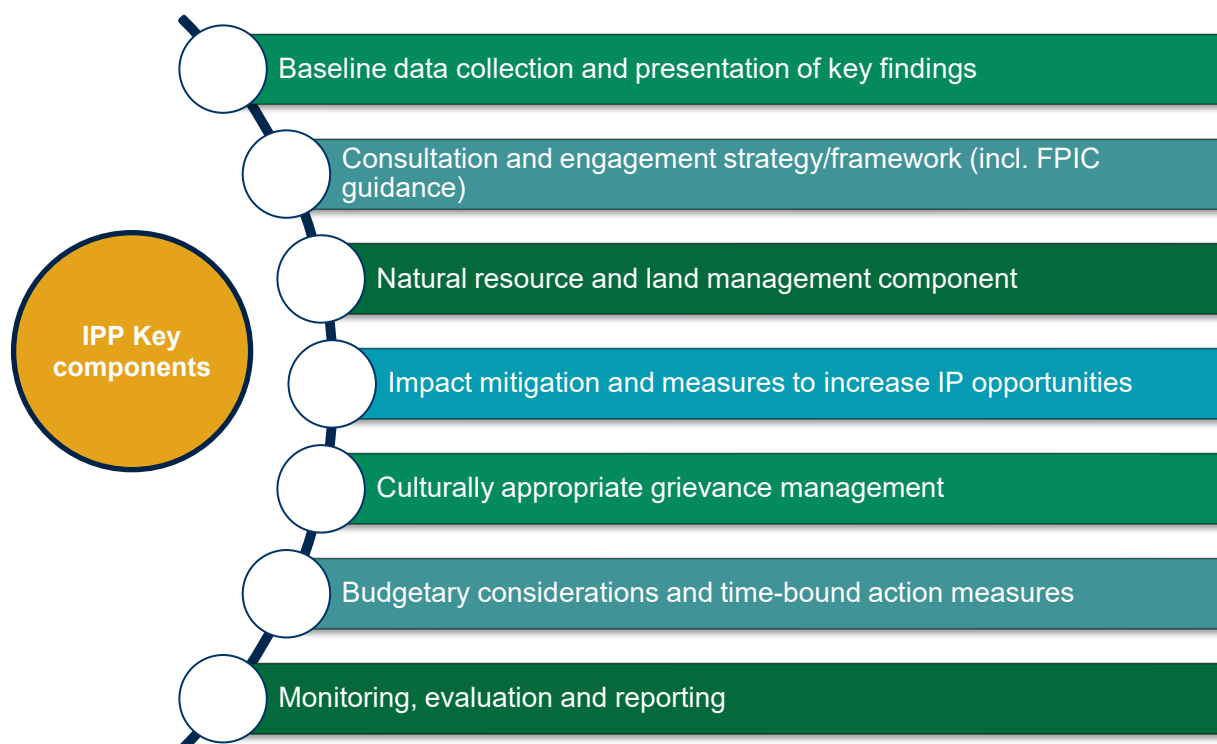 Baseline data collection and presentation of key findings
Consultation and engagement strategy/framework (incl. FPIC
guidance)
Natural resource and land management component
IPP Key
components
Impact mitigation and measures to increase IP opportunities
Culturally appropriate grievance management
Budgetary considerations and time-bound action measures
Monitoring, evaluation and reporting